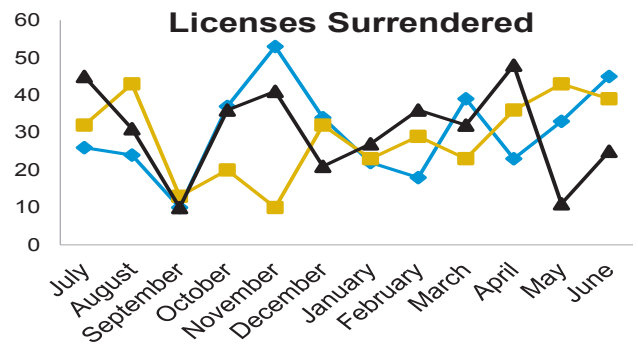 Licenses Surrendered
60
50
40
30
20
10
0
July
August
September
October
November
December
January
February
March
April
May
June